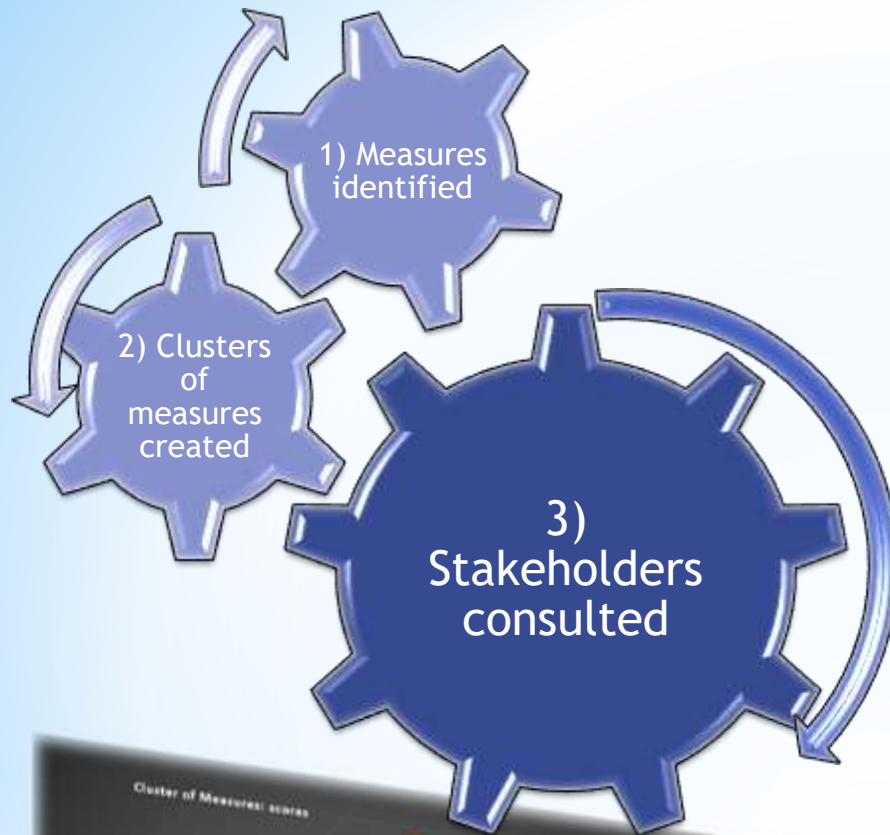 1) Measures
identified
2) Clusters
of
measures
created
3)
Stakeholders
consulted
Cluster of Measures: scores